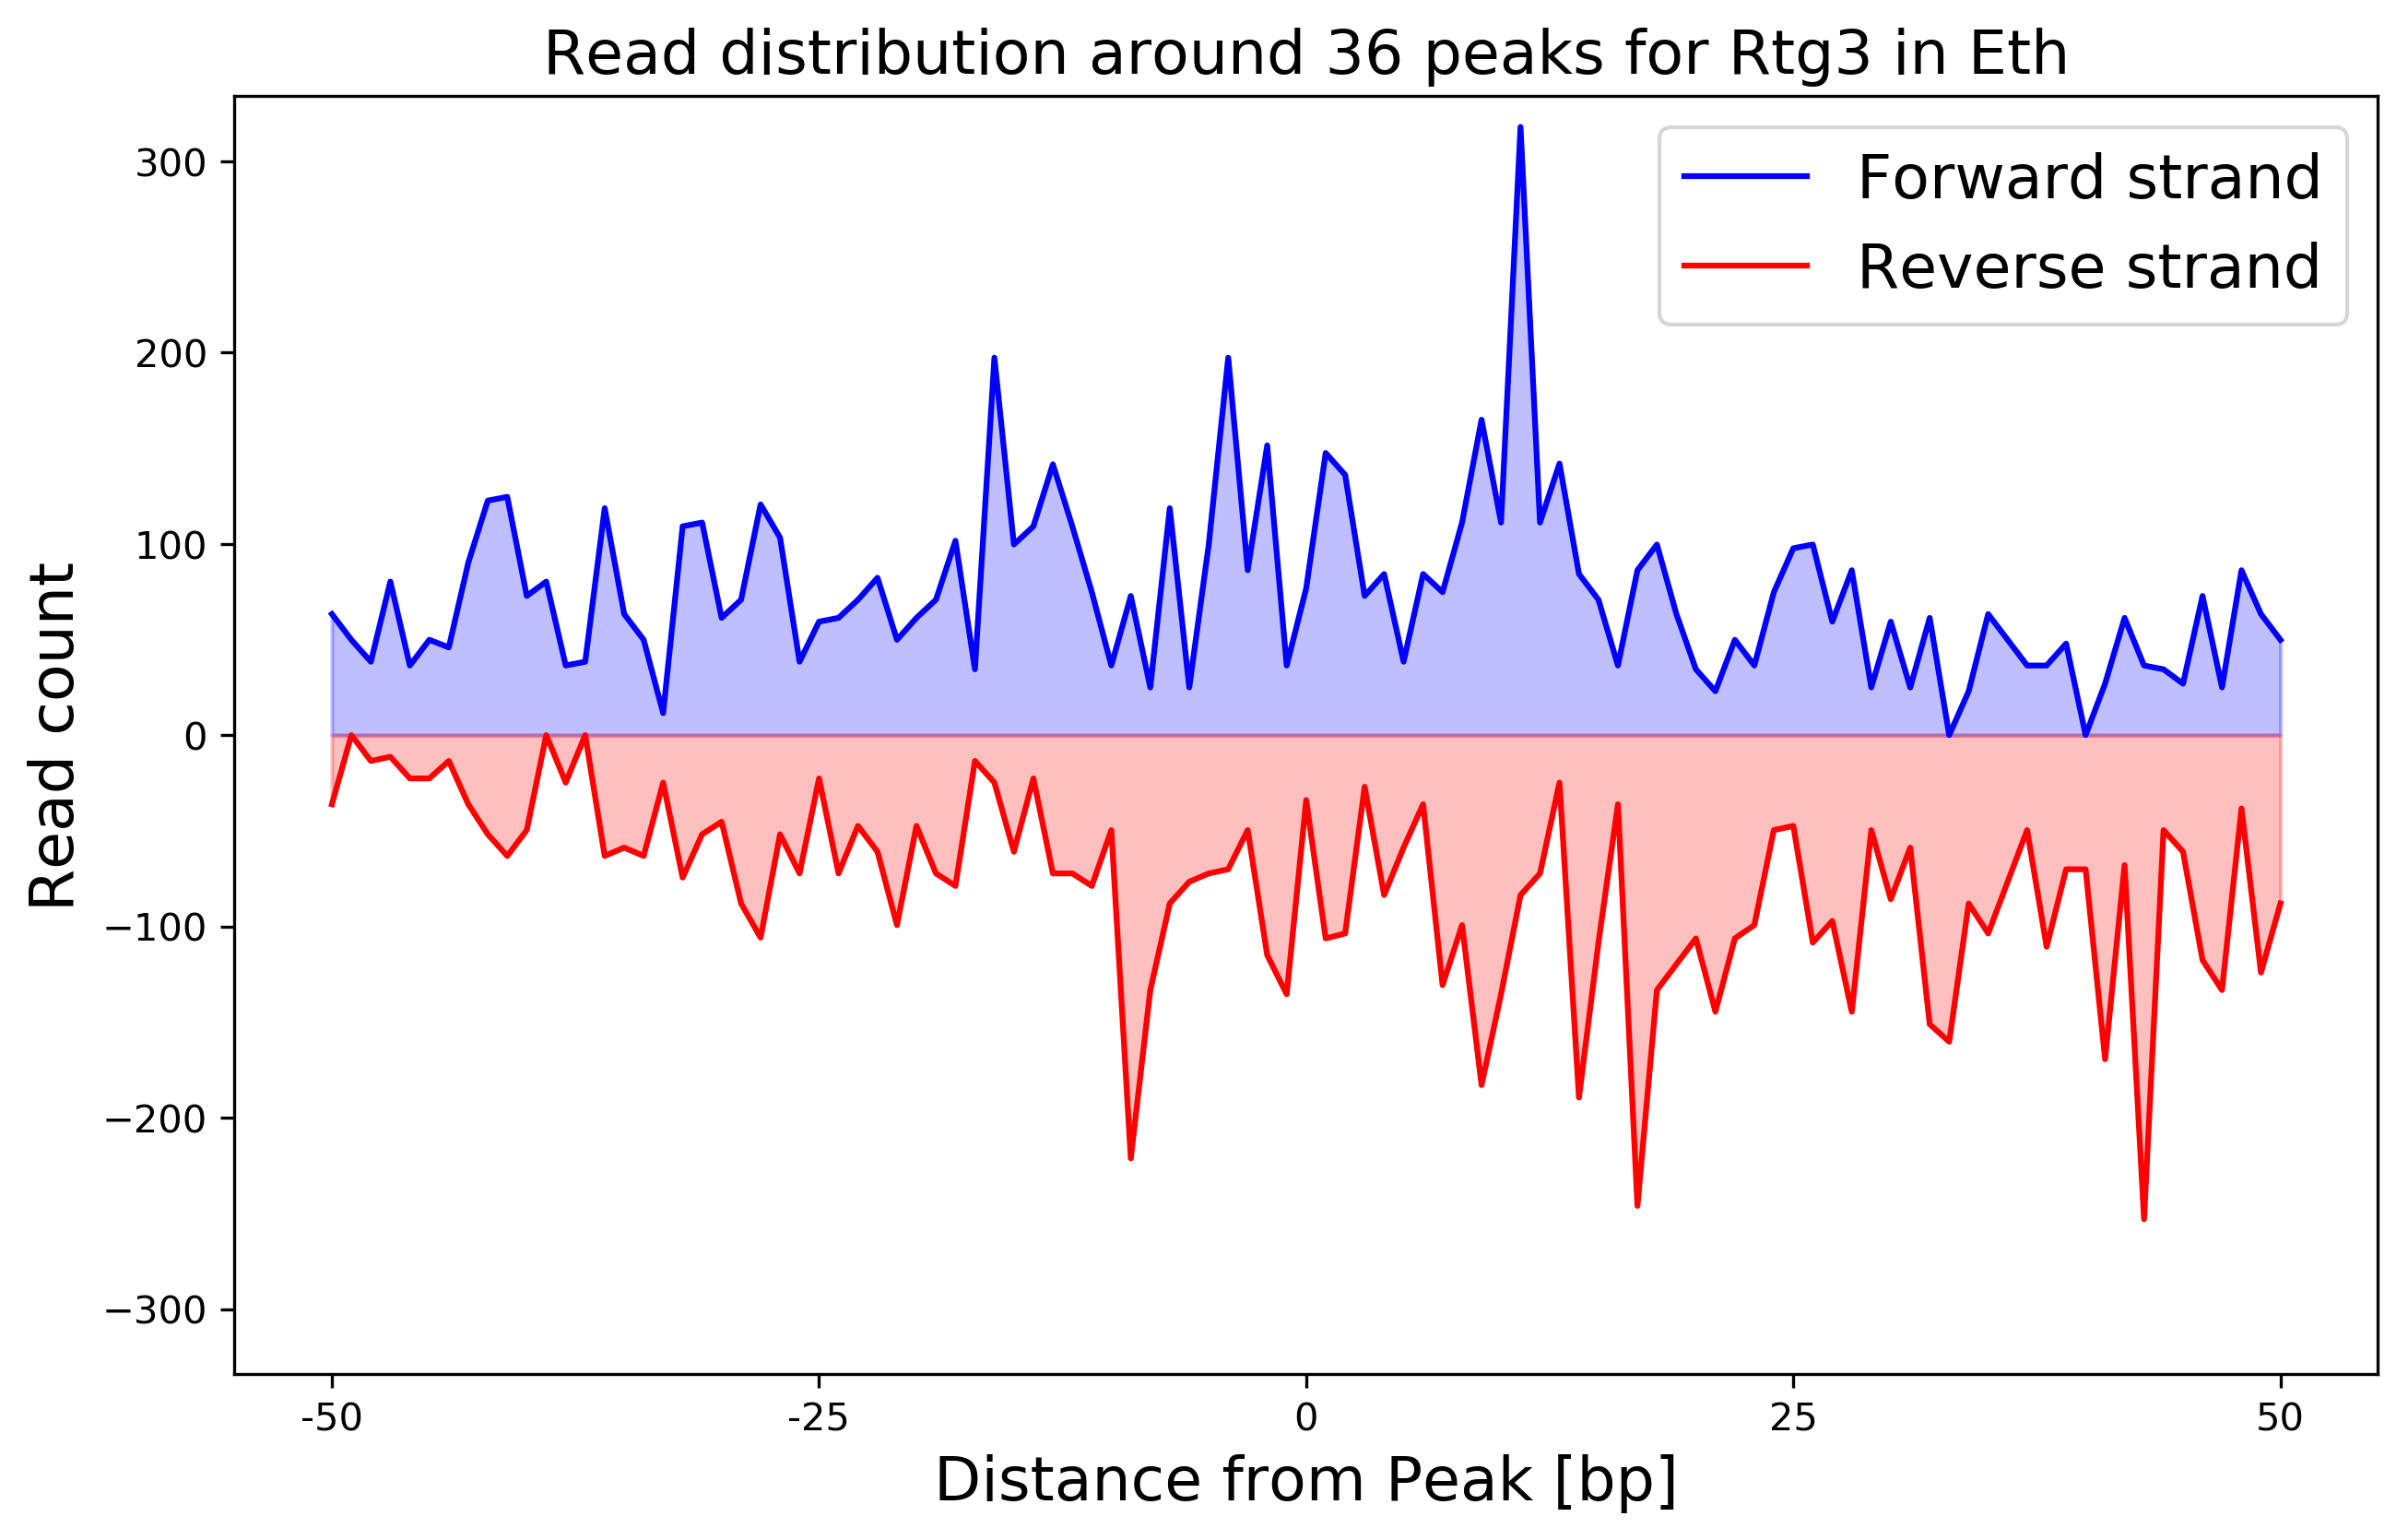 Read distribution around 36 peaks for Rtg3 in Eth
Forward strand
Reverse strand
Read count
300
200
100
0
−100
−200
−300
-50
-25
0
25
50
Distance from Peak [bp]